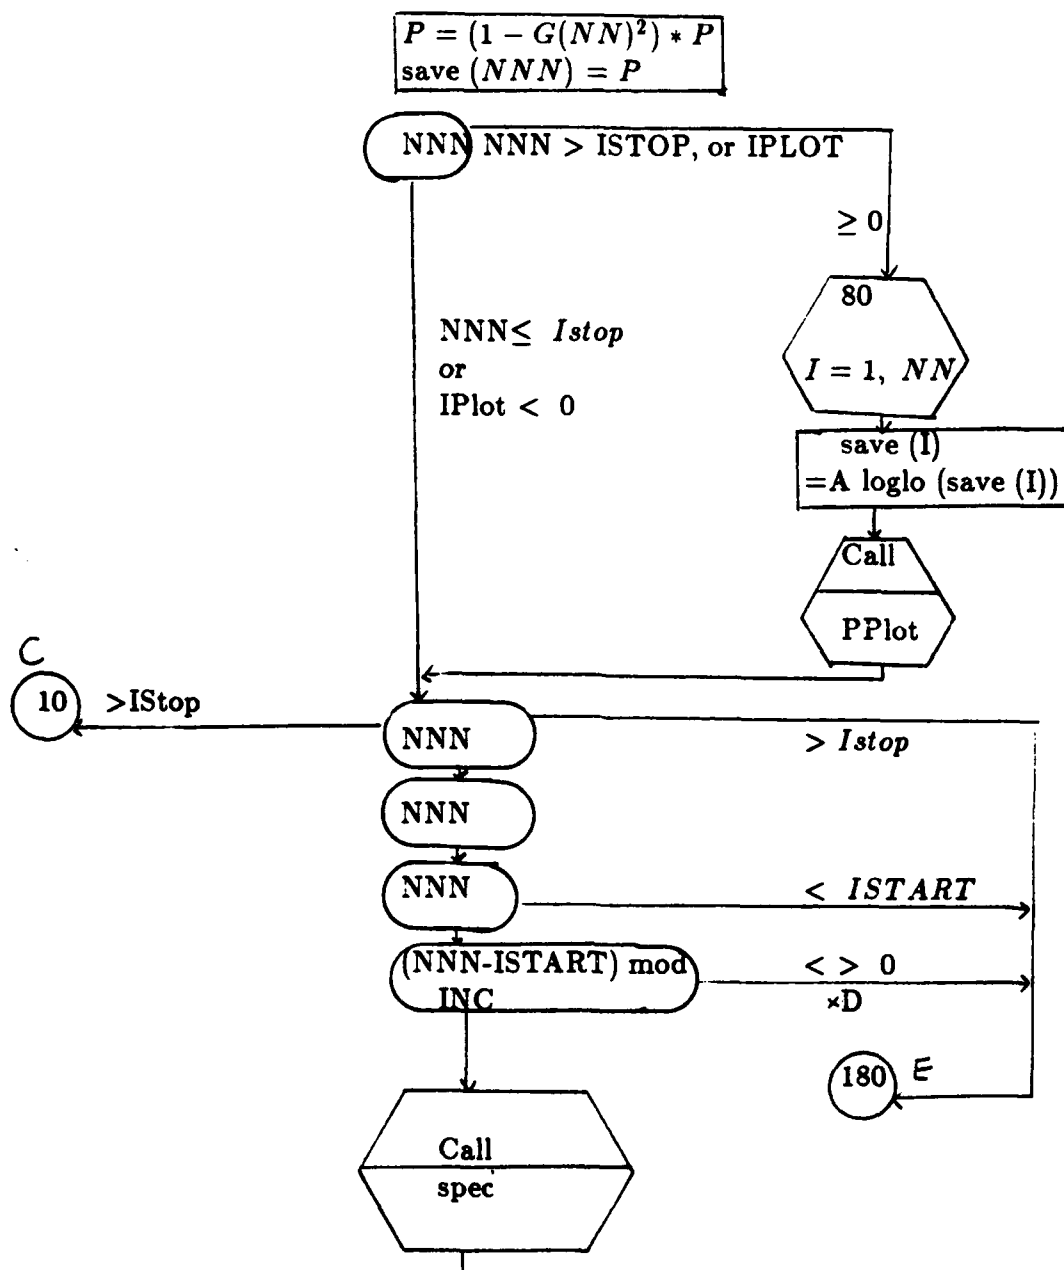 P = (1 − G(NN)²) * P
save (NNN) = P
NNN NNN > ISTOP, or IPLOT
≥ 0
80
I = 1, NN
NNN ≤ Istop
or
IPlot < 0
save (I)
=A loglo (save (I))
Call
PPlot
C
10 >IStop
NNN
> Istop
NNN
NNN
< ISTART
(NNN-ISTART) mod
INC
< > 0
×D
180 E
Call
spec